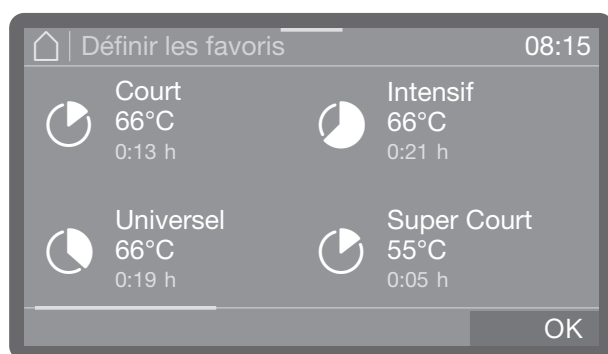 Définir les favoris 08:15
Court
66°C
0:13 h
Intensif
66°C
0:21 h
Universel
66°C
0:19 h
Super Court
55°C
0:05 h
OK